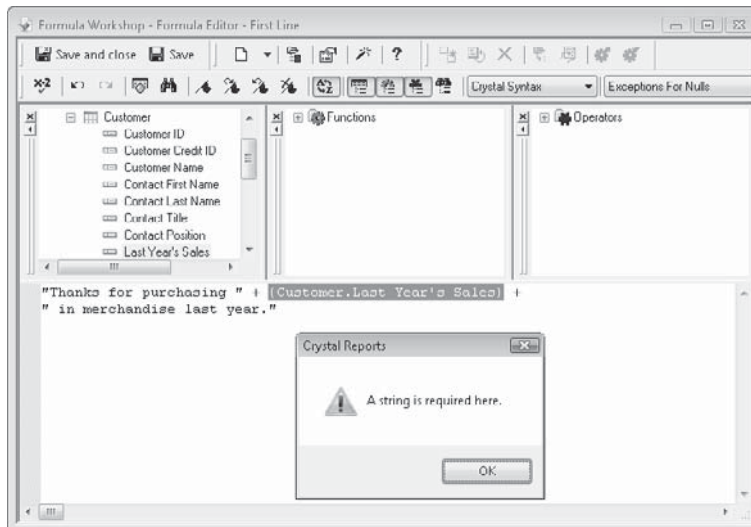 Formula Workshop - Formula Editor - First Line
Save and close Save
x+2
Crystal Syntax
Exceptions For Nulls
Customer
Customer ID
Customer Credit ID
Customer Name
Contact First Name
Contact Last Name
Contact Title
Contact Position
Last Year's Sales
Functions
Operators
"Thanks for purchasing " + {Customer.Last Year's Sales} +
" in merchandise last year."
Crystal Reports
A string is required here.
OK